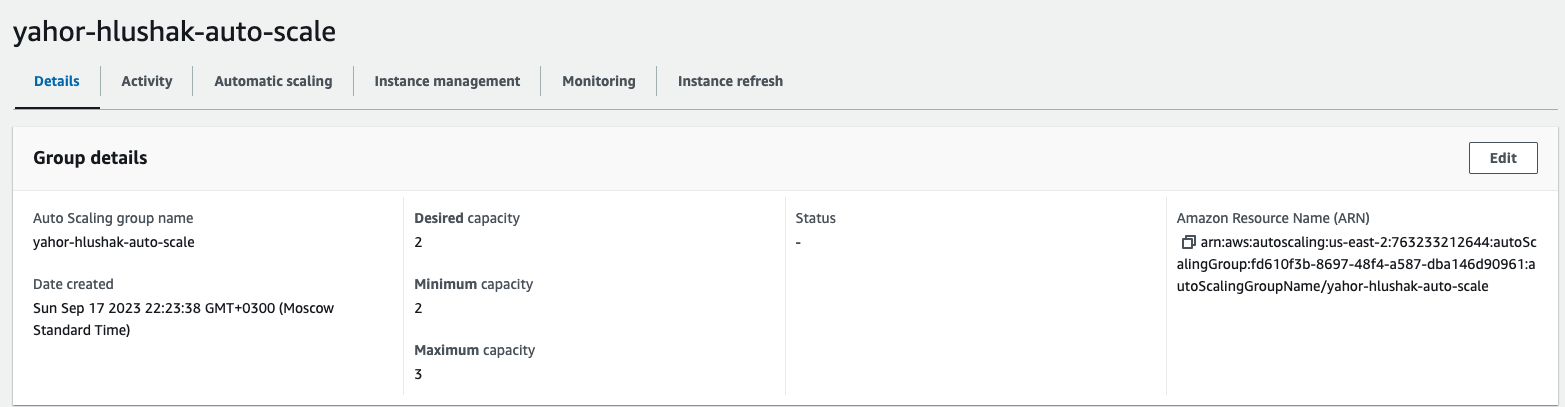 yahor-hlushak-auto-scale
Details
Activity
Automatic scaling
Instance management
Monitoring
Instance refresh
Group details
Edit
Auto Scaling group name
yahor-hlushak-auto-scale
Date created
Sun Sep 17 2023 22:23:38 GMT+0300 (Moscow
Standard Time)
Desired capacity
2
Minimum capacity
2
Maximum capacity
3
Status
-
Amazon Resource Name (ARN)
arn:aws:autoscaling:us-east-2:763233212644:autoSc
alingGroup:fd610f3b-8697-48f4-a587-dba146d90961:a
utoScalingGroupName/yahor-hlushak-auto-scale